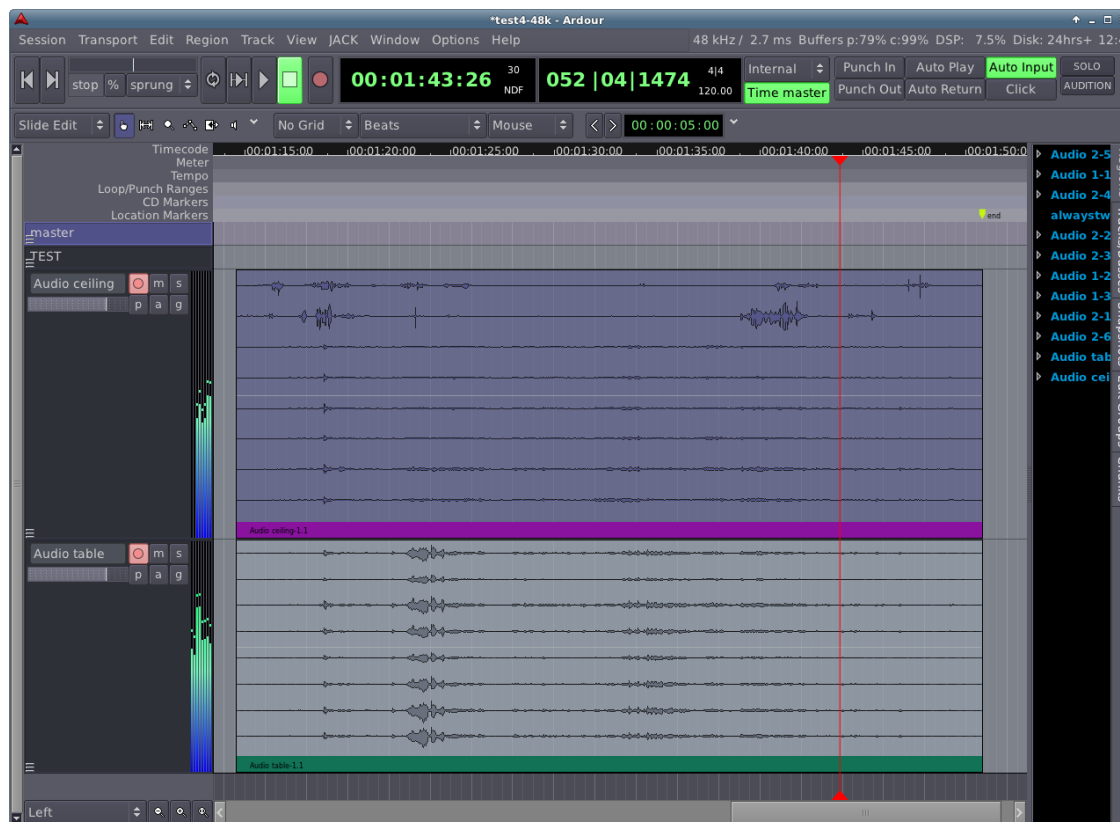 *test4-48k - Ardour
Session Transport Edit Region Track View JACK Window Options Help 48 kHz / 2.7 ms Buffers p:79% c:99% DSP: 7.5% Disk: 24hrs+
stop % sprung 00:01:43:26 30 NDF 052 |04|1474 4|4 120.00 Internal Punch In Auto Play Auto Input SOLO
Time master Punch Out Auto Return Click AUDITION
Slide Edit No Grid Beats Mouse 00:00:05:00
Timecode 00:01:15:00 00:01:20:00 00:01:25:00 00:01:30:00 00:01:35:00 00:01:40:00 00:01:45:00 00:01:50:0
Meter
Tempo
Loop/Punch Ranges
CD Markers
Location Markers end
master
TEST
Audio ceiling m s
p a g
Audio ceiling-1.1
Audio table m s
p a g
Audio table-1.1
Left
Audio 2-5
Audio 1-1
Audio 2-4
alwaystw
Audio 2-2
Audio 2-3
Audio 1-2
Audio 1-3
Audio 2-1
Audio 2-6
Audio tab
Audio cei